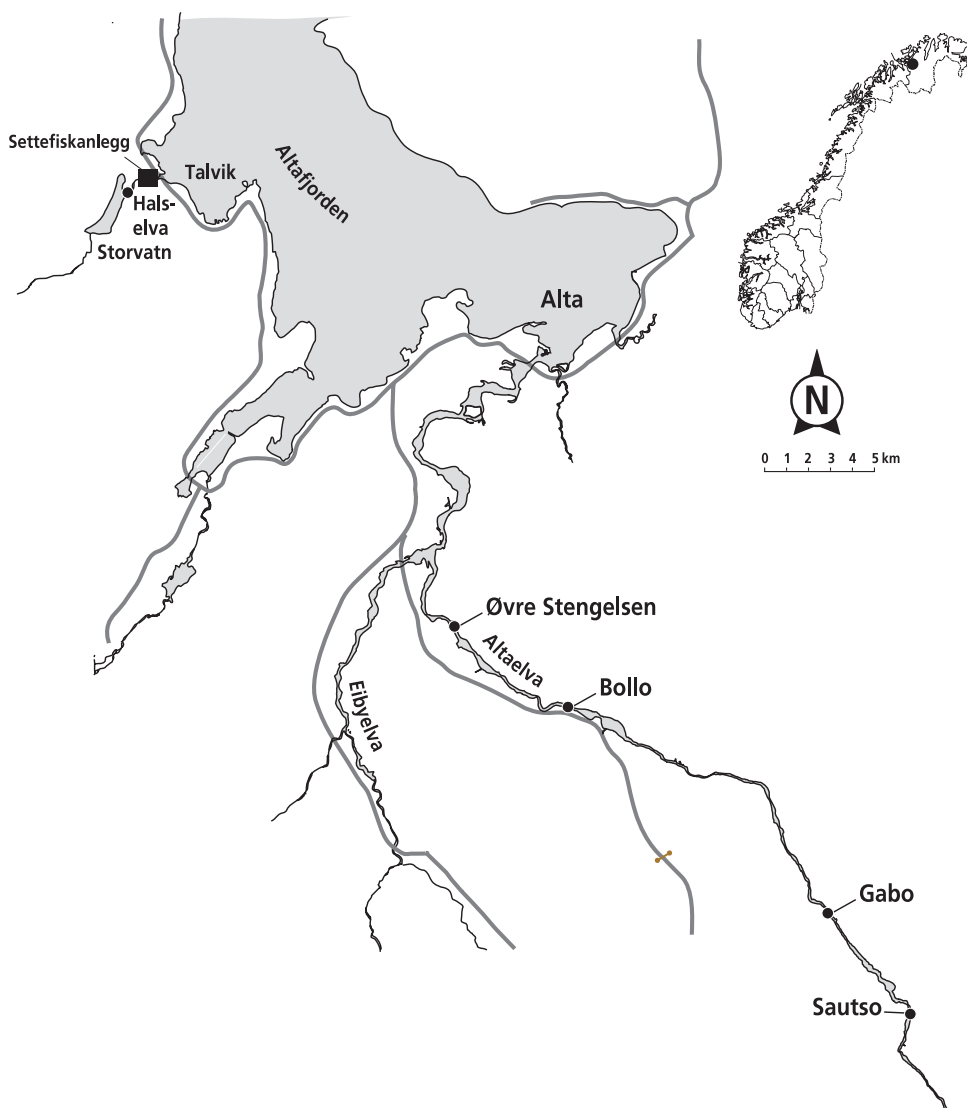 Settefiskanlegg
Talvik
Altafjorden
Hals-
elva
Storvatn
Alta
N
0 1 2 3 4 5 km
Øvre Stengelsen
Altaelva
Bollo
Eibyelva
Gabo
Sautso